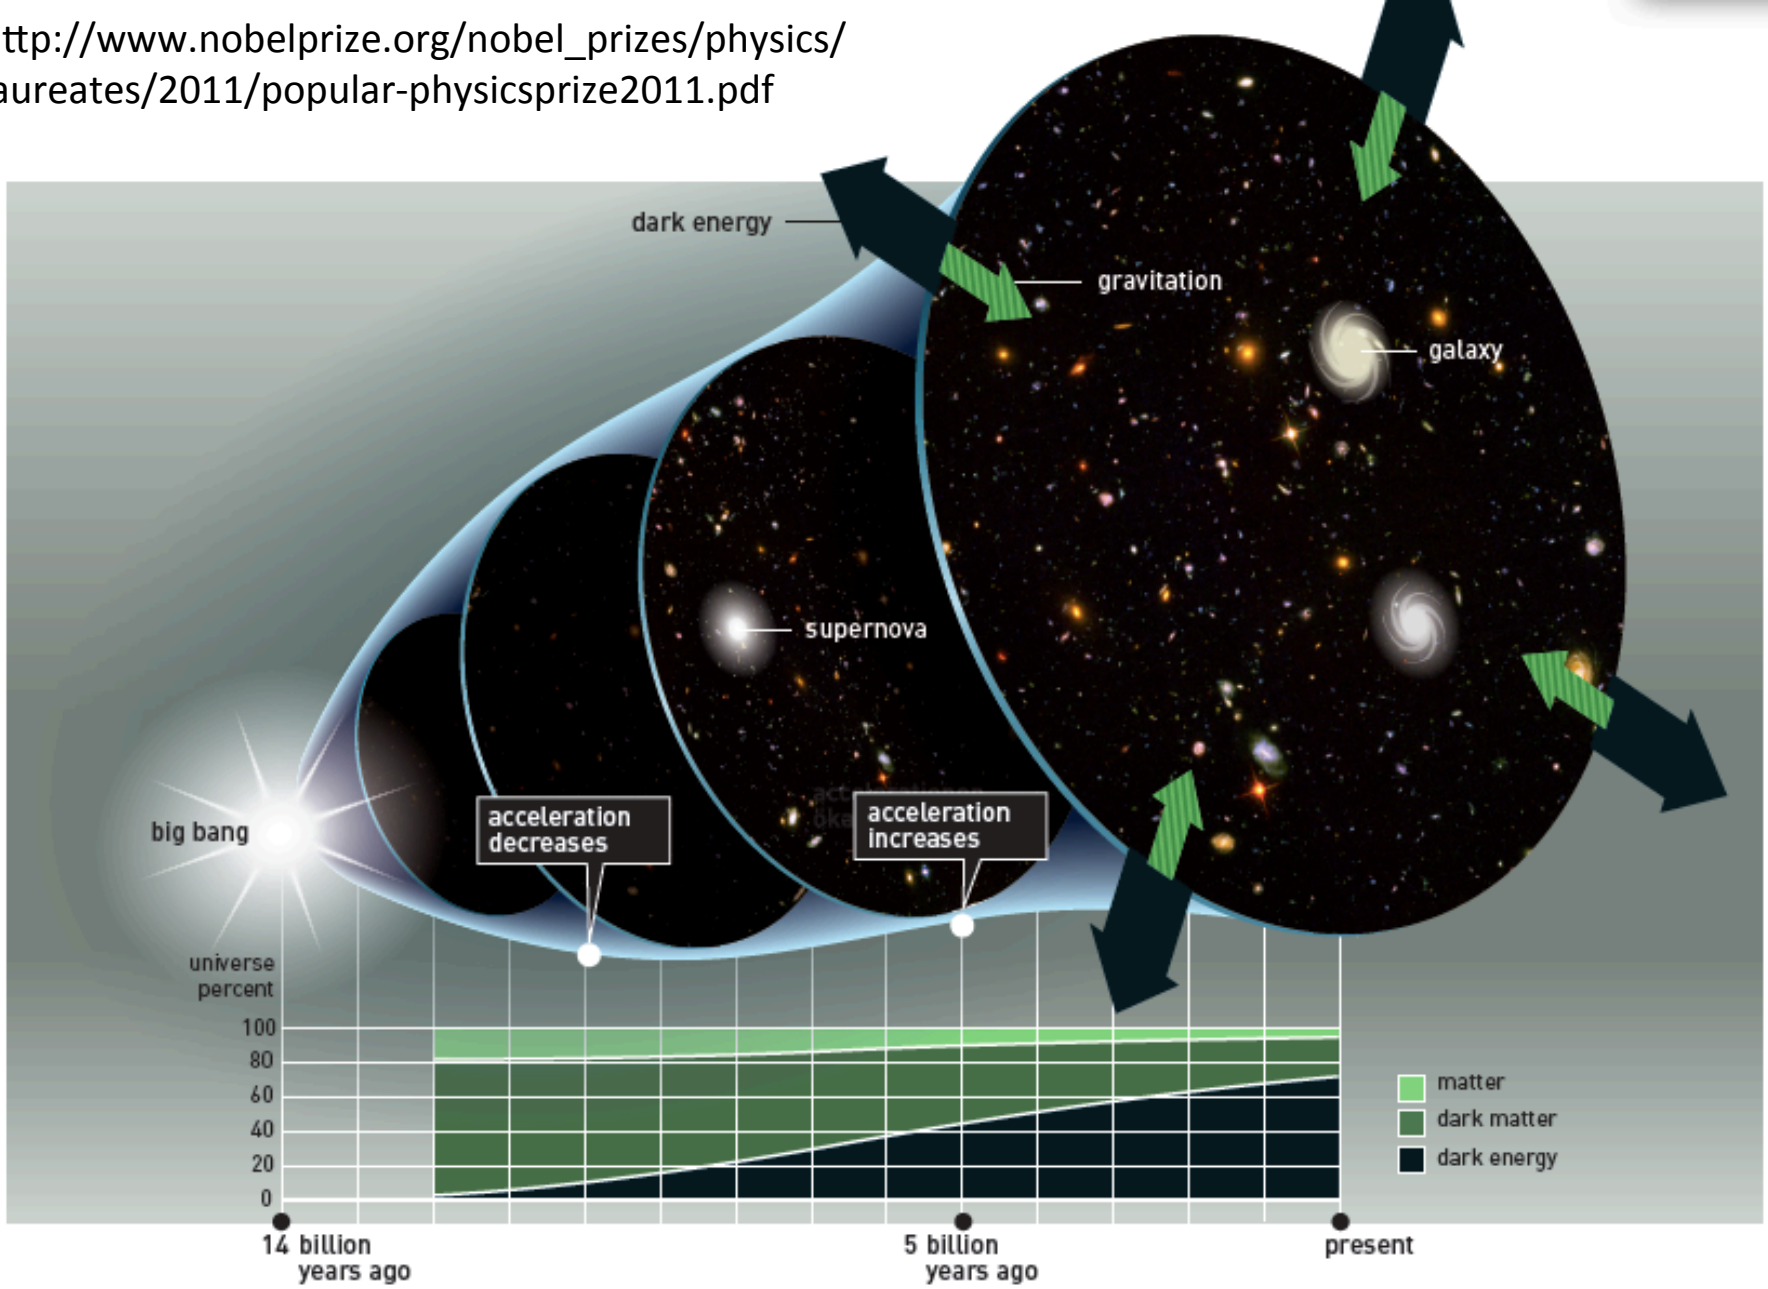 ttp://www.nobelprize.org/nobel_prizes/physics/
aureates/2011/popular-physicsprize2011.pdf
dark energy
gravitation
galaxy
supernova
acceleration
decreases
acceleration
increases
big bang
universe
percent
100
80
60
40
20
0
matter
dark matter
dark energy
14 billion
years ago
5 billion
years ago
present